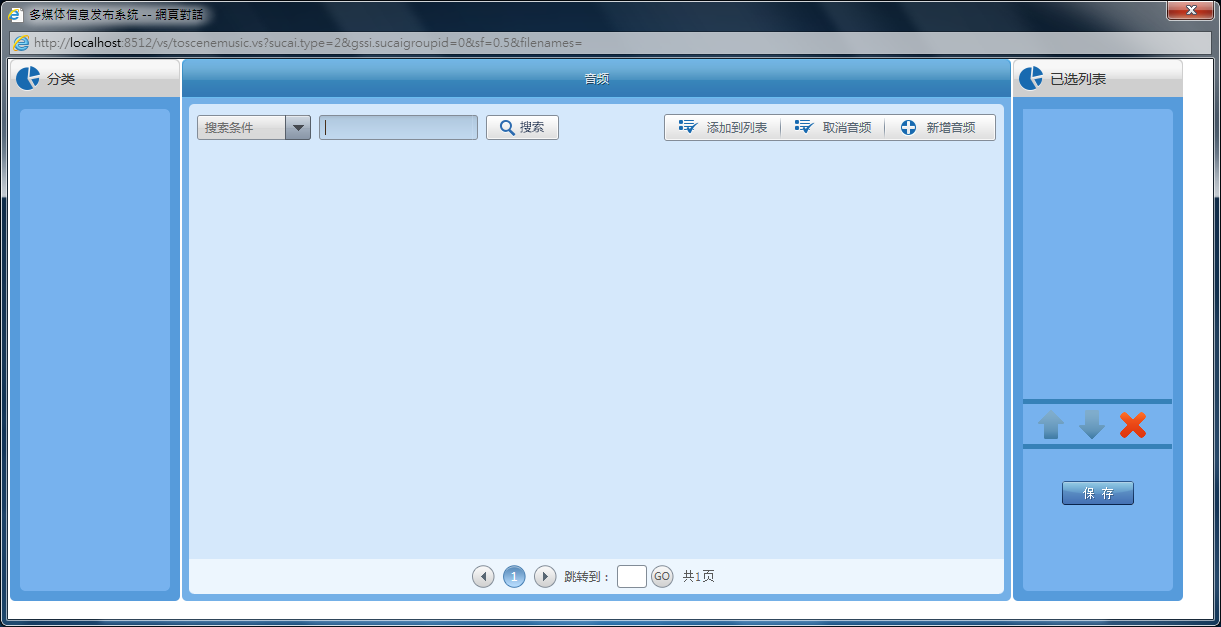 多媒体信息发布系统 -- 網頁對話
http://localhost:8512/vs/toscenemusic.vs?sucai.type=2&gssi.sucaigroupid=0&sf=0.5&filenames=
分类
音频
已选列表
搜索条件
搜索
添加到列表
取消音频
新增音频
保 存
1
跳转到：
GO
共1页